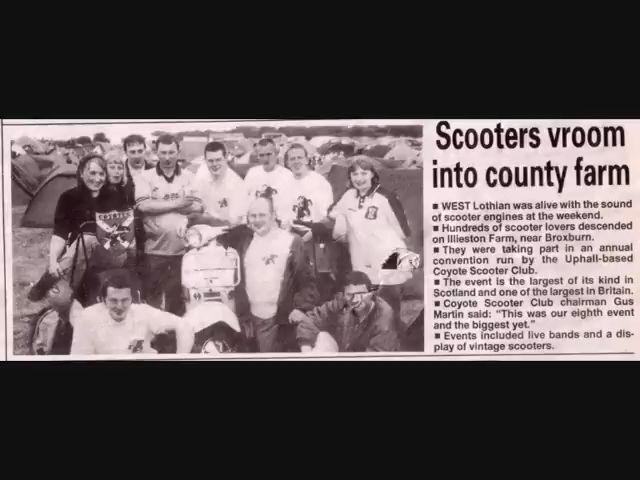 Scooters vroom
into county farm
■ WEST Lothian was alive with the sound
of scooter engines at the weekend.
■ Hundreds of scooter lovers descended
on Illieston Farm, near Broxburn.
■ They were taking part in an annual
convention run by the Uphall-based
Coyote Scooter Club.
■ The event is the largest of its kind in
Scotland and one of the largest in Britain.
■ Coyote Scooter Club chairman Gus
Martin said: "This was our eighth event
and the biggest yet."
■ Events included live bands and a dis-
play of vintage scooters.